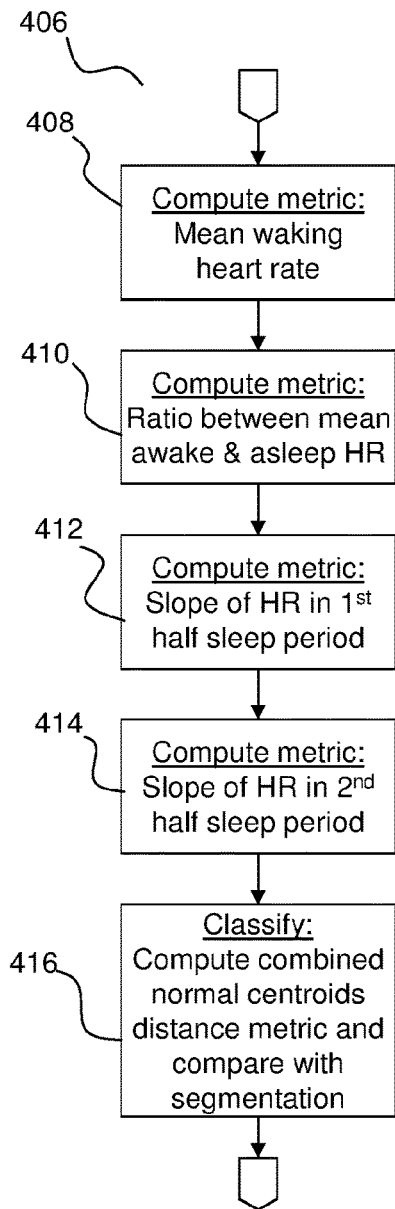 406
408
Compute metric:
Mean waking
heart rate
410
Compute metric:
Ratio between mean
awake & asleep HR
412
Compute metric:
Slope of HR in 1st
half sleep period
414
Compute metric:
Slope of HR in 2nd
half sleep period
416
Classify:
Compute combined
normal centroids
distance metric and
compare with
segmentation